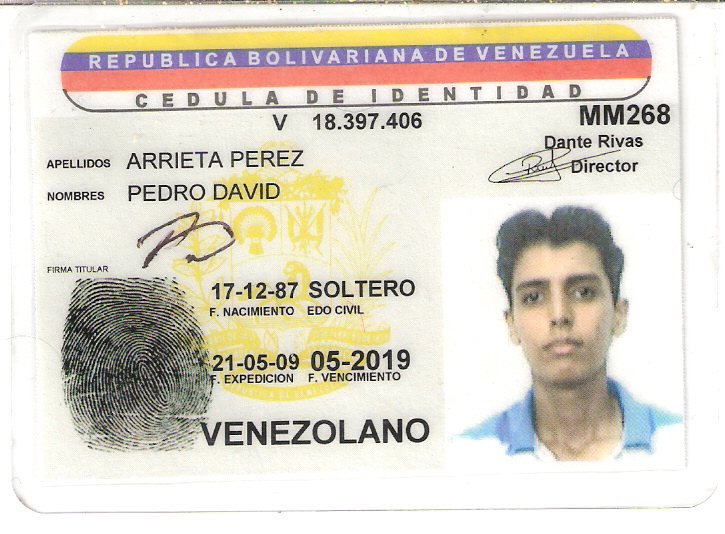 REPUBLICA BOLIVARIANA DE VENEZUELA
CEDULA DE IDENTIDAD
V 18.397.406
MM268
Dante Rivas
Director
APELLIDOS ARRIETA PEREZ
NOMBRES PEDRO DAVID
FIRMA TITULAR
17-12-87 SOLTERO
F. NACIMIENTO EDO CIVIL
21-05-09 05-2019
F. EXPEDICION F. VENCIMIENTO
VENEZOLANO